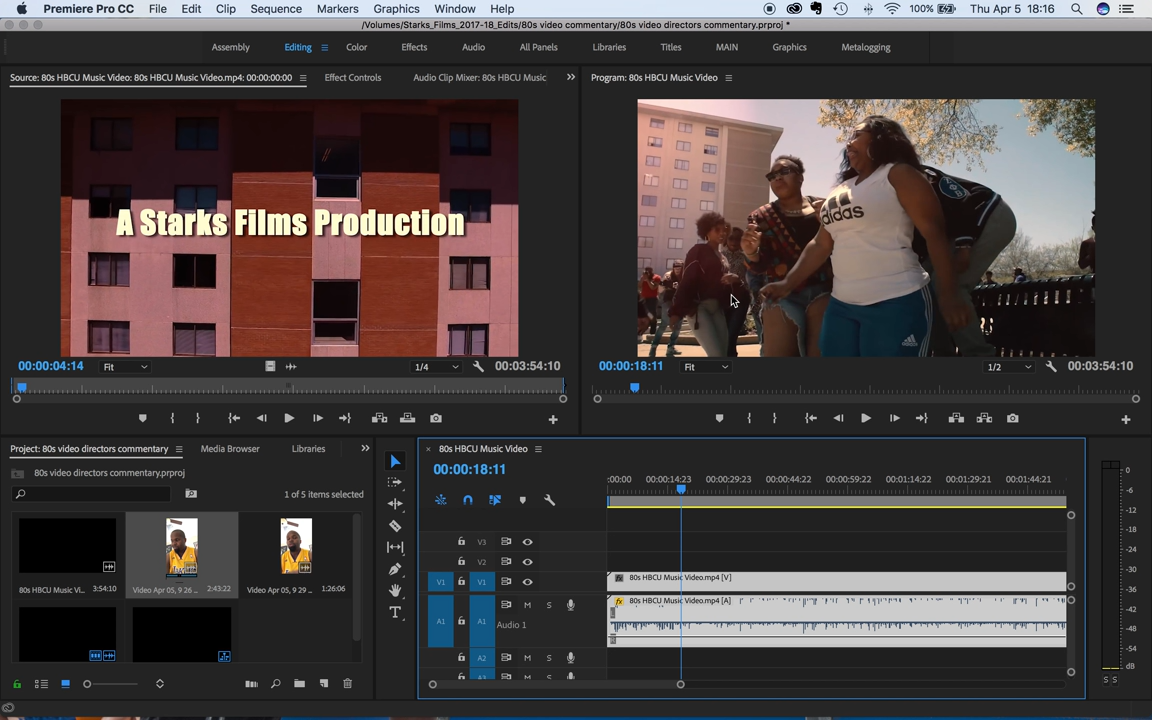 Premiere Pro CC File Edit Clip Sequence Markers Graphics Window Help 100% Thu Apr 5 18:16
/Volumes/Starks_Films_2017-18_Edits/80s video commentary/80s video directors commentary.prproj *
Assembly Editing Color Effects Audio All Panels Libraries Titles MAIN Graphics Metalogging
Source: 80s HBCU Music Video: 80s HBCU Music Video.mp4: 00:00:00:00 Effect Controls Audio Clip Mixer: 80s HBCU Music
Program: 80s HBCU Music Video
A Starks Films Production
adidas
adidas
00:00:04:14 Fit 1/4 00:03:54:10
00:00:18:11 Fit 1/2 00:03:54:10
Project: 80s video directors commentary Media Browser Libraries
80s video directors commentary.prproj
1 of 5 items selected
80s HBCU Music Vi... 3:54:10
Video Apr 05, 9 26 ... 2:43:22
Video Apr 05, 9 29 ... 1:26:06
80s HBCU Music Video
00:00:18:11
:00:00 00:00:14:23 00:00:29:23 00:00:44:22 00:00:59:22 00:01:14:22 00:01:29:21 00:01:44:21
V3
V2
V1 V1 fx 80s HBCU Music Video.mp4 [V]
A1 A1 M S fx 80s HBCU Music Video.mp4 [A]
Audio 1
A2 M S
A3 M S
0
-6
-12
-18
-24
-30
-36
-42
-48
-54
dB
S S